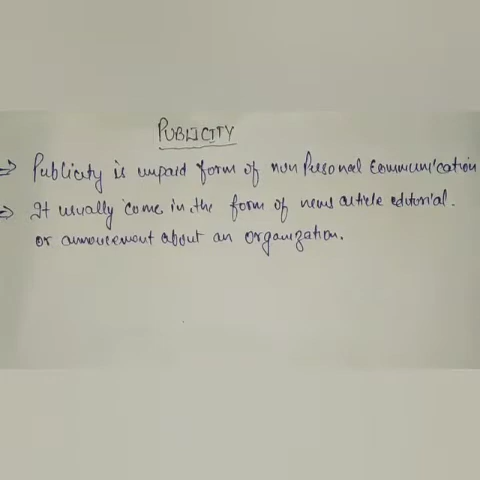 PUBLICITY
⇒ Publicity is unpaid form of non Personal Communication
⇒ It usually come in the form of news article editorial.
or announcement about an organization.